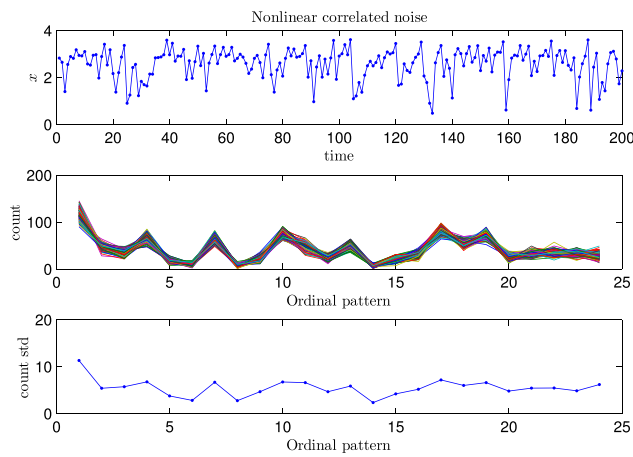 Nonlinear correlated noise
4
2
0
x
0 20 40 60 80 100 120 140 160 180 200
time
200
100
0
count
0 5 10 15 20 25
Ordinal pattern
20
10
0
count std
0 5 10 15 20 25
Ordinal pattern